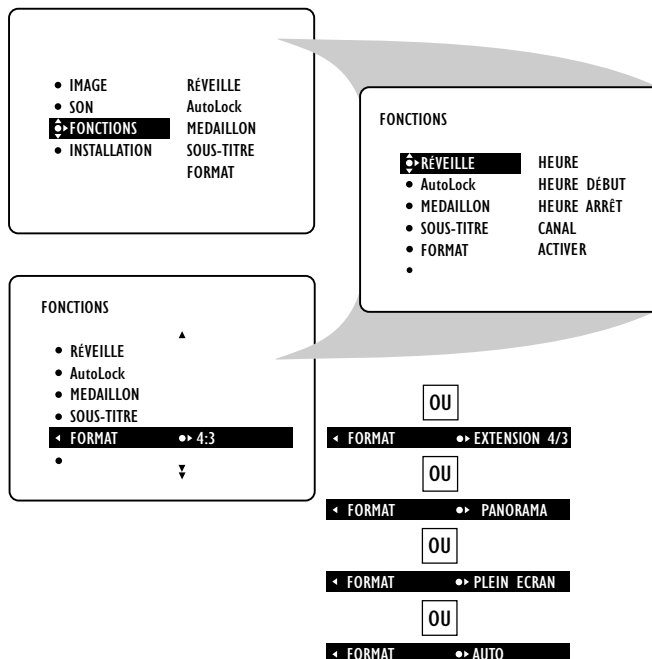 IMAGE RÉVEILLE
SON AutoLock
FONCTIONS MEDAILLON
INSTALLATION SOUS-TITRE
FORMAT
FONCTIONS
RÉVEILLE HEURE
AutoLock HEURE DÉBUT
MEDAILLON HEURE ARRÊT
SOUS-TITRE CANAL
FORMAT ACTIVER
FONCTIONS
RÉVEILLE
AutoLock
MEDAILLON
SOUS-TITRE
FORMAT 4:3
OU
FORMAT EXTENSION 4/3
OU
FORMAT PANORAMA
OU
FORMAT PLEIN ECRAN
OU
FORMAT AUTO